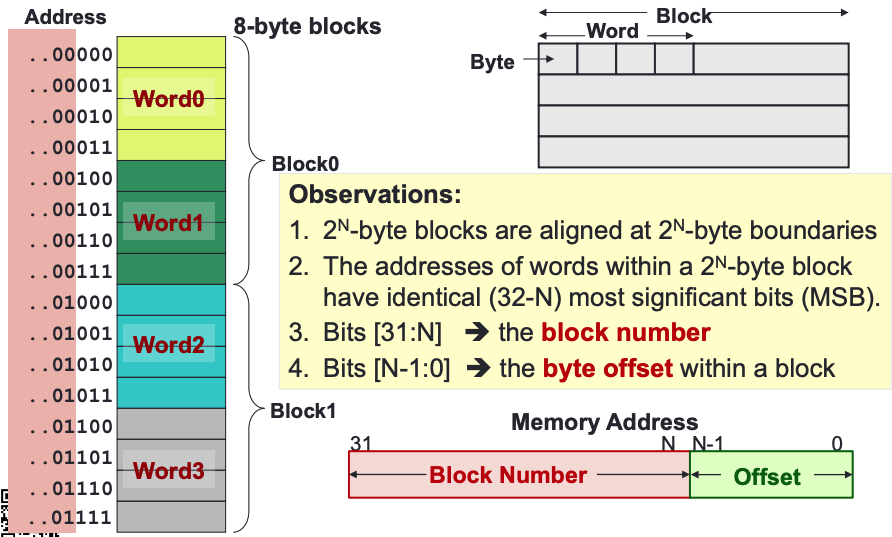 Address
8-byte blocks
..00000
..00001
..00010
..00011
..00100
..00101
..00110
..00111
..01000
..01001
..01010
..01011
..01100
..01101
..01110
..01111
Word0
Word1
Word2
Word3
Block0
Block1
Block
Word
Byte
Observations:
1. 2ᴺ-byte blocks are aligned at 2ᴺ-byte boundaries
2. The addresses of words within a 2ᴺ-byte block
have identical (32-N) most significant bits (MSB).
3. Bits [31:N] ➔ the block number
4. Bits [N-1:0] ➔ the byte offset within a block
Memory Address
31 N N-1 0
Block Number Offset